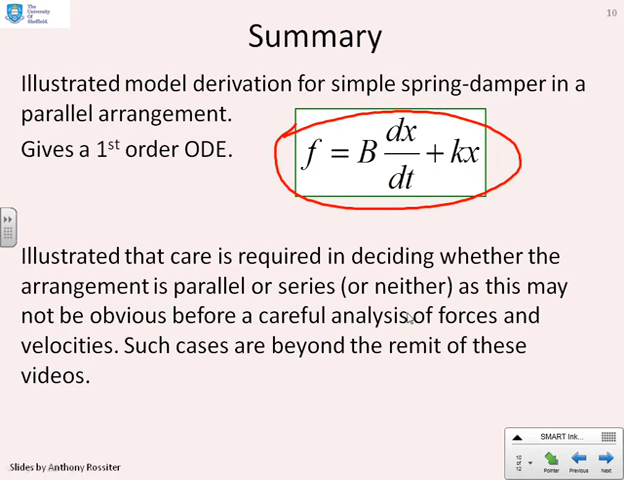 The
University
Of
Sheffield.
10
Summary
Illustrated model derivation for simple spring-damper in a
parallel arrangement.
Gives a 1st order ODE.
f = B dx/dt + kx
Illustrated that care is required in deciding whether the
arrangement is parallel or series (or neither) as this may
not be obvious before a careful analysis of forces and
velocities. Such cases are beyond the remit of these
videos.
SMART Ink...
Pointer Previous Next
Slides by Anthony Rossiter